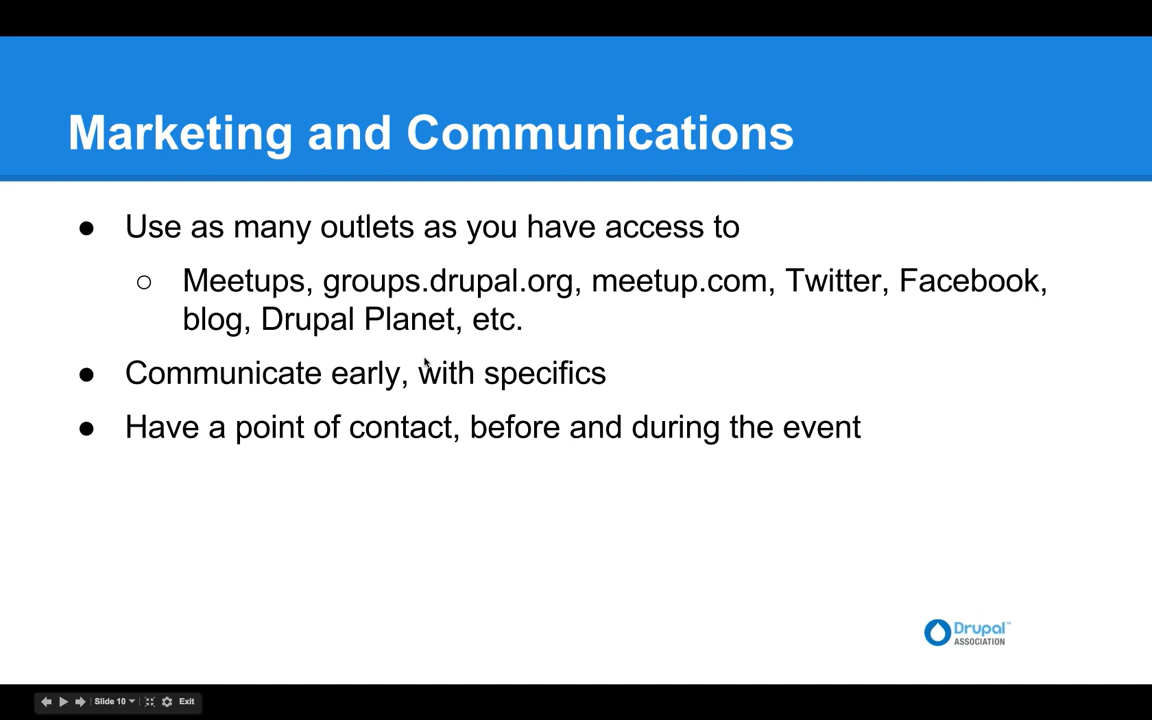 Marketing and Communications
● Use as many outlets as you have access to
○ Meetups, groups.drupal.org, meetup.com, Twitter, Facebook,
blog, Drupal Planet, etc.
● Communicate early, with specifics
● Have a point of contact, before and during the event
Drupal™
ASSOCIATION
Slide 10 Exit